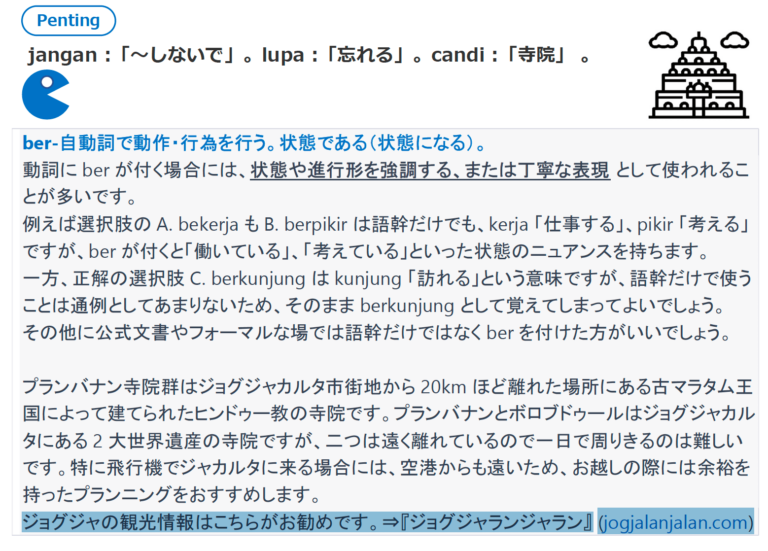 Penting
jangan :「～しないで」。lupa :「忘れる」。candi :「寺院」 。
ber-自動詞で動作・行為を行う。状態である（状態になる）。
動詞に ber が付く場合には、状態や進行形を強調する、または丁寧な表現 として使われるこ
とが多いです。
例えば選択肢の A. bekerja も B. berpikir は語幹だけでも、kerja 「仕事する」、pikir 「考える」
ですが、ber が付くと「働いている」、「考えている」といった状態のニュアンスを持ちます。
一方、正解の選択肢 C. berkunjung は kunjung 「訪れる」という意味ですが、語幹だけで使う
ことは通例としてあまりないため、そのまま berkunjung として覚えてしまってよいでしょう。
その他に公式文書やフォーマルな場では語幹だけではなく ber を付けた方がいいでしょう。
プランバナン寺院群はジョグジャカルタ市街地から 20km ほど離れた場所にある古マラタム王
国によって建てられたヒンドゥー教の寺院です。プランバナンとボロブドゥールはジョグジャカル
タにある 2 大世界遺産の寺院ですが、二つは遠く離れているので一日で周りきるのは難しい
です。特に飛行機でジャカルタに来る場合には、空港からも遠いため、お越しの際には余裕を
持ったプランニングをおすすめします。
ジョグジャの観光情報はこちらがお勧めです。⇒『ジョグジャランジャラン』 (jogjalanjalan.com)